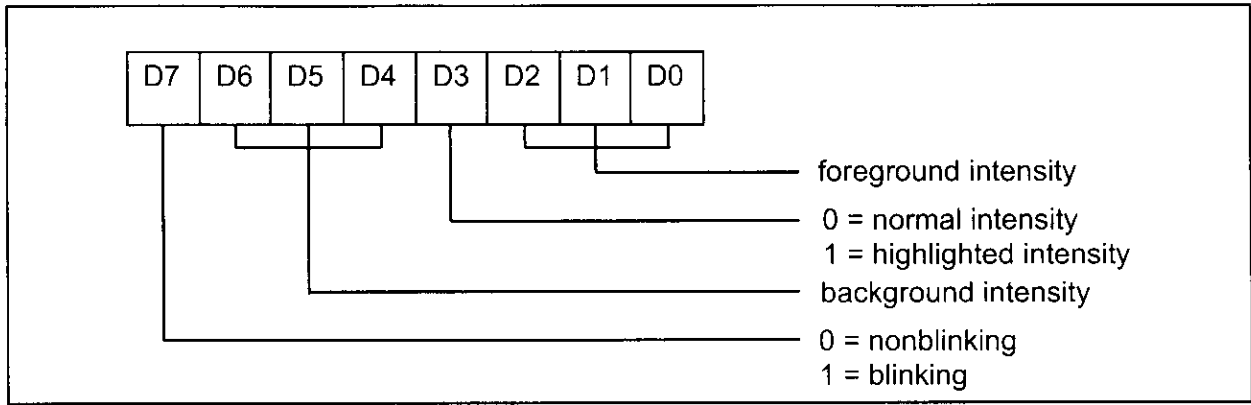 D7 D6 D5 D4 D3 D2 D1 D0
foreground intensity
0 = normal intensity
1 = highlighted intensity
background intensity
0 = nonblinking
1 = blinking